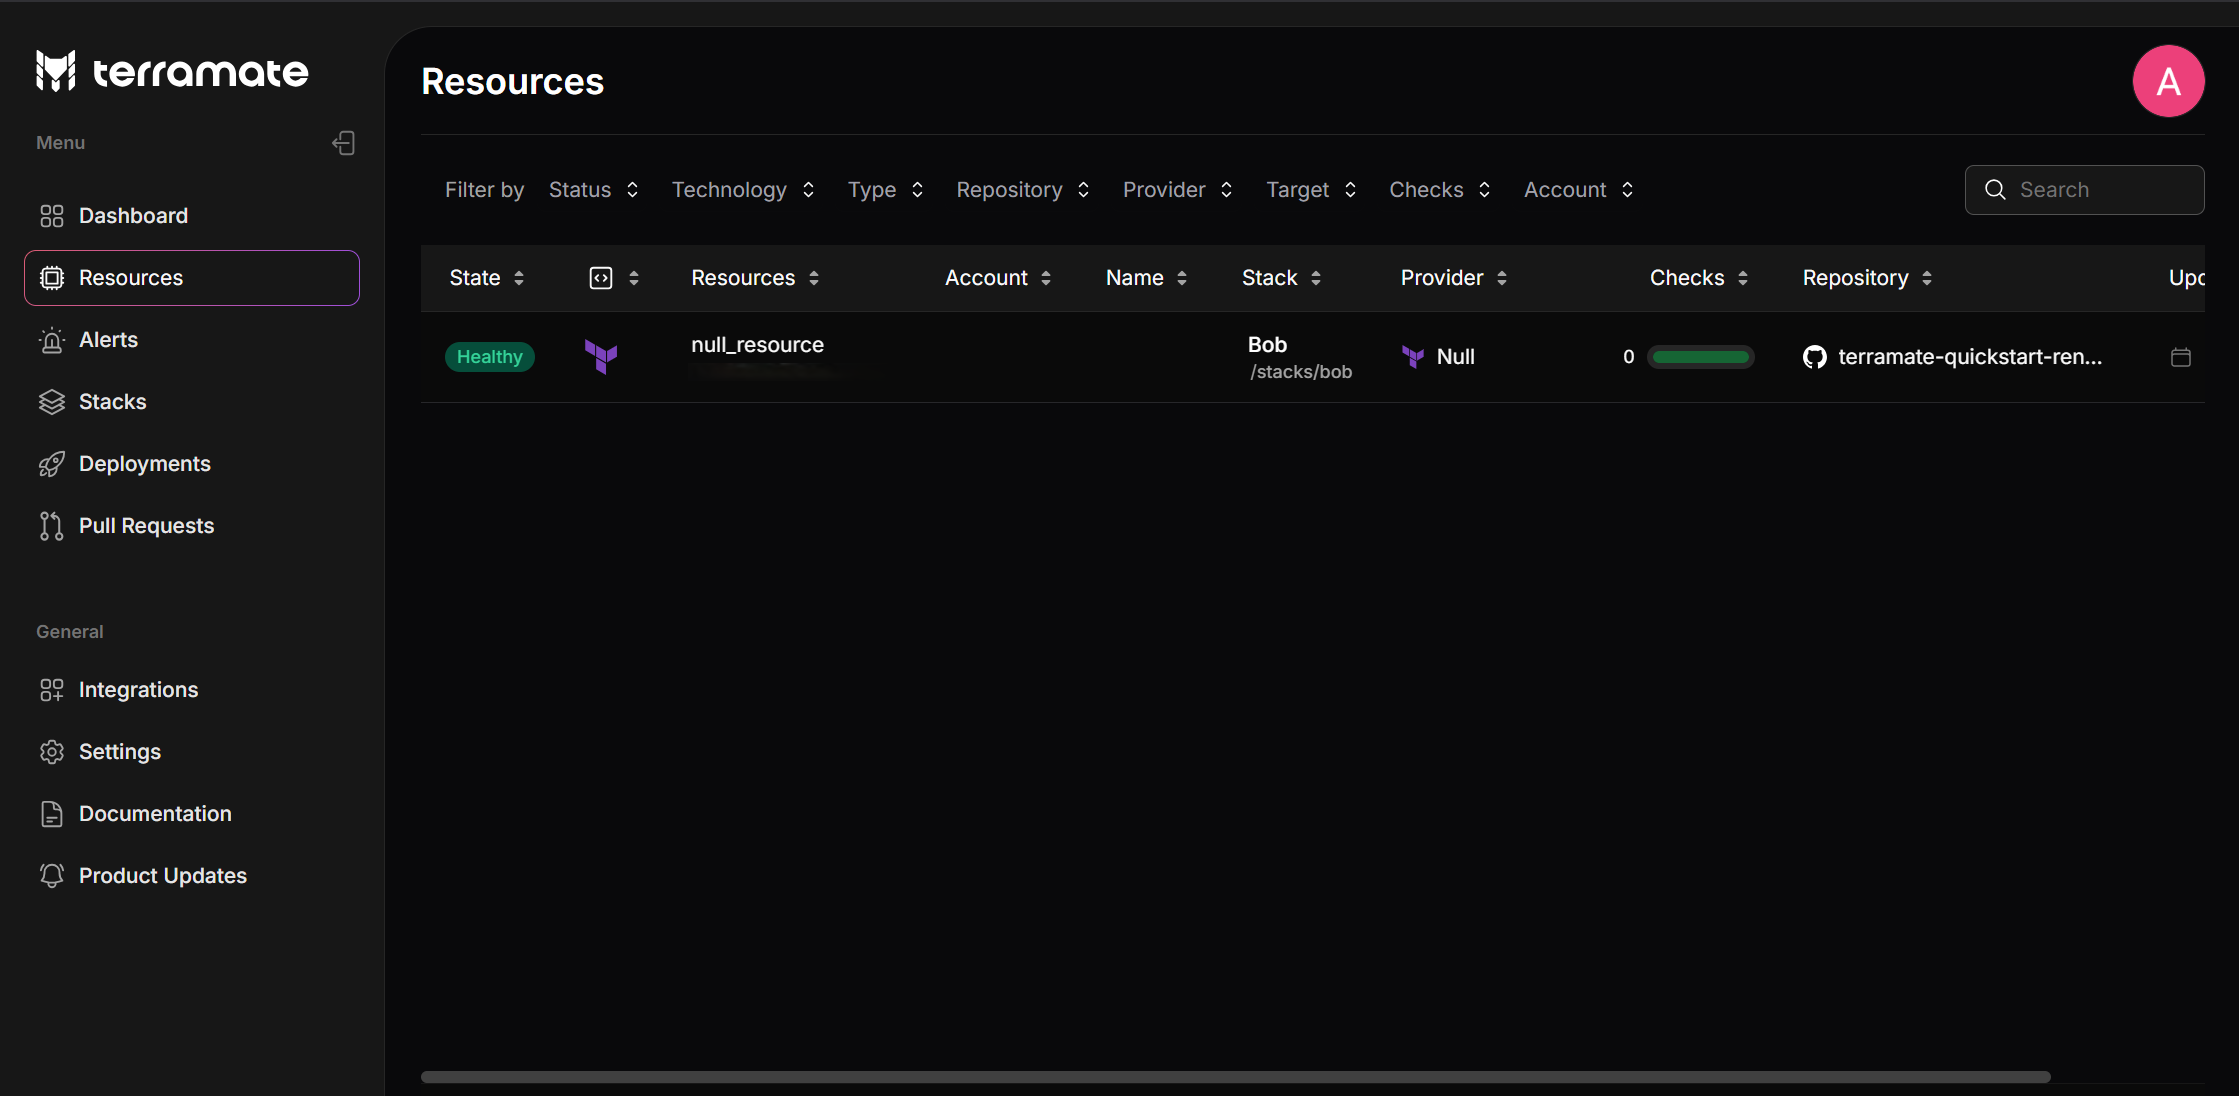 terramate
Menu
Dashboard
Resources
Alerts
Stacks
Deployments
Pull Requests
General
Integrations
Settings
Documentation
Product Updates
Resources
A
Filter by Status Technology Type Repository Provider Target Checks Account Search
State Resources Account Name Stack Provider Checks Repository Upd
Healthy null_resource Bob Null 0 terramate-quickstart-ren...
/stacks/bob